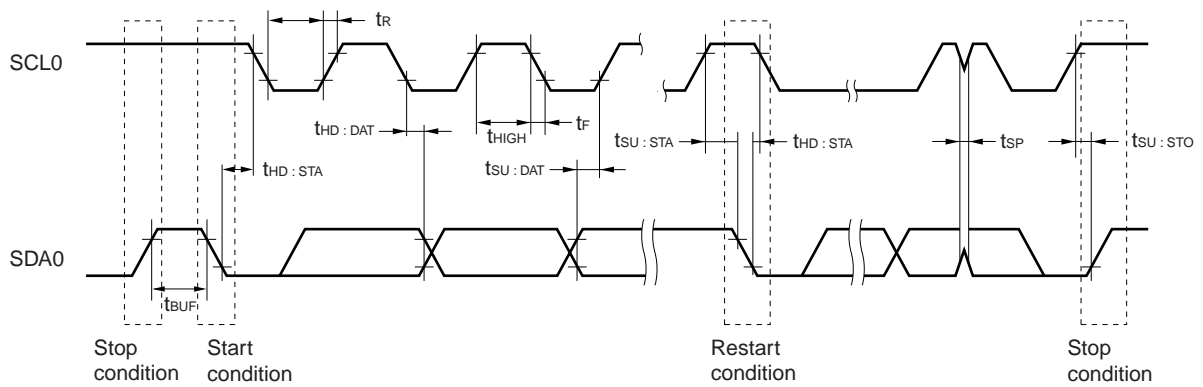 tR
SCL0
tHD : DAT
tHIGH
tF
tSU : STA
tHD : STA
tSP
tSU : STO
tHD : STA
tSU : DAT
SDA0
tBUF
Stop
condition
Start
condition
Restart
condition
Stop
condition